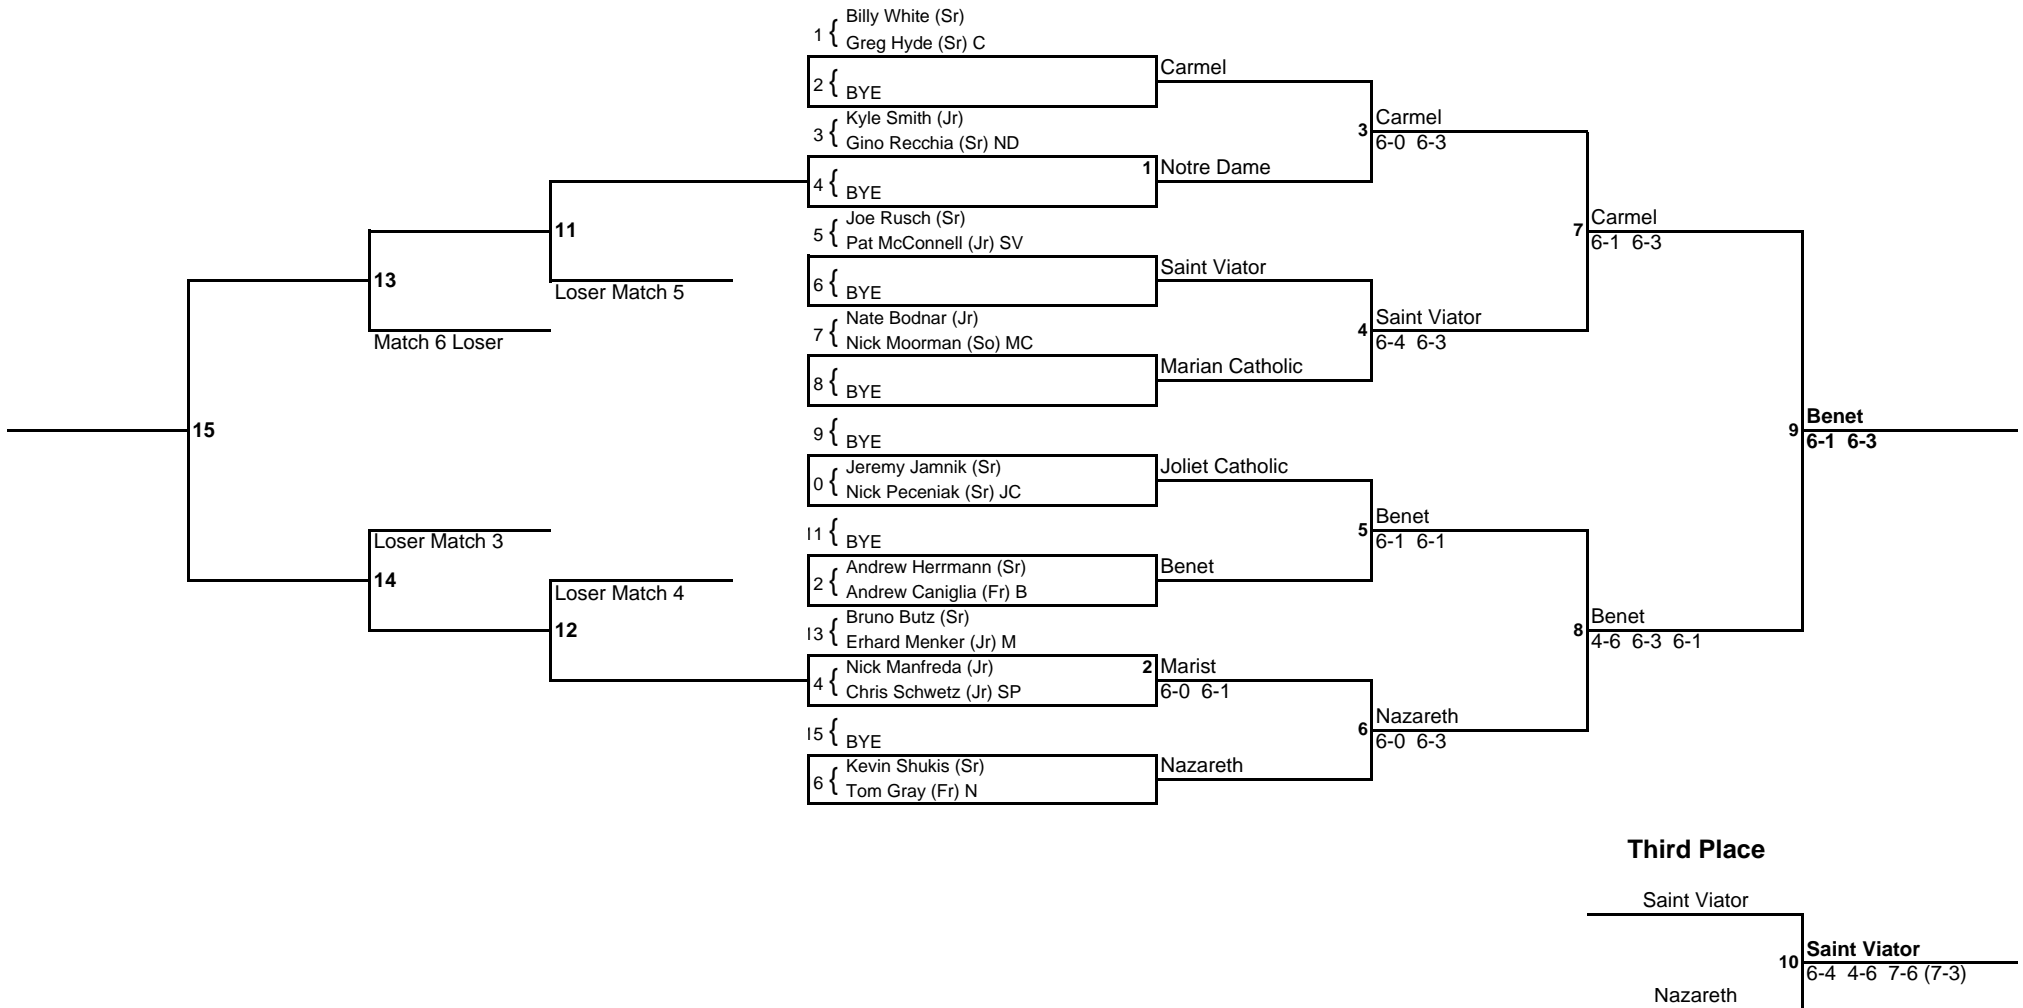 Billy White (Sr)
1 {
Greg Hyde (Sr) C
Carmel
2 { BYE
Kyle Smith (Jr)
3 {
Gino Recchia (Sr) ND
3 Carmel
6-0 6-3
1 Notre Dame
4 { BYE
Joe Rusch (Sr)
5 {
Pat McConnell (Jr) SV
11
7 Carmel
6-1 6-3
Saint Viator
6 { BYE
13
Loser Match 5
Nate Bodnar (Jr)
7 {
Nick Moorman (So) MC
4 Saint Viator
6-4 6-3
Match 6 Loser
Marian Catholic
8 { BYE
9 { BYE
15
9 Benet
6-1 6-3
Jeremy Jamnik (Sr)
0 {
Nick Peceniak (Sr) JC
Joliet Catholic
11 { BYE
5 Benet
6-1 6-1
Loser Match 3
14
Andrew Herrmann (Sr)
2 {
Andrew Caniglia (Fr) B
Benet
Loser Match 4
12
Bruno Butz (Sr)
13 {
Erhard Menker (Jr) M
8 Benet
4-6 6-3 6-1
Nick Manfreda (Jr)
4 {
Chris Schwetz (Jr) SP
2 Marist
6-0 6-1
15 { BYE
6 Nazareth
6-0 6-3
Kevin Shukis (Sr)
6 {
Tom Gray (Fr) N
Nazareth
Third Place
Saint Viator
10 Saint Viator
6-4 4-6 7-6 (7-3)
Nazareth